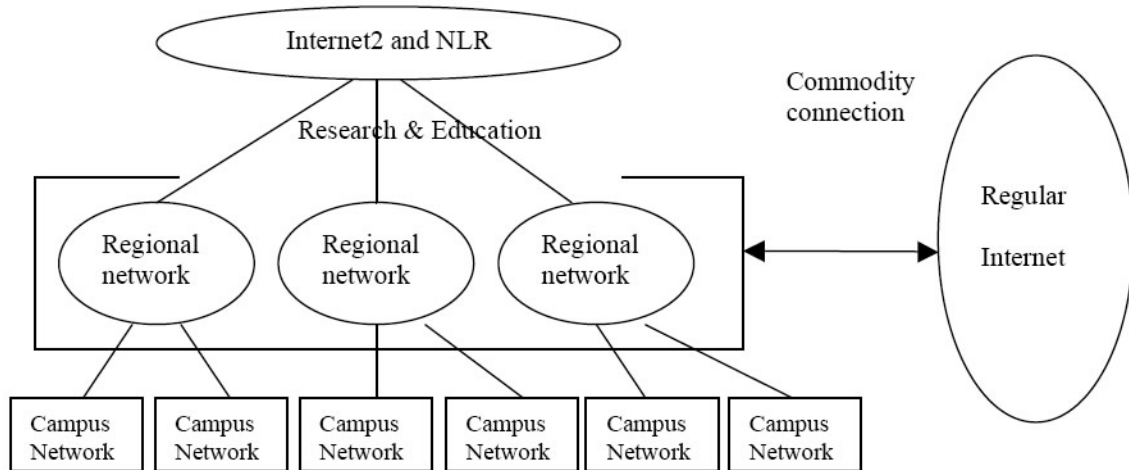 Internet2 and NLR
Commodity
connection
Research & Education
Regional
network
Regional
network
Regional
network
Regular
Internet
Campus
Network
Campus
Network
Campus
Network
Campus
Network
Campus
Network
Campus
Network